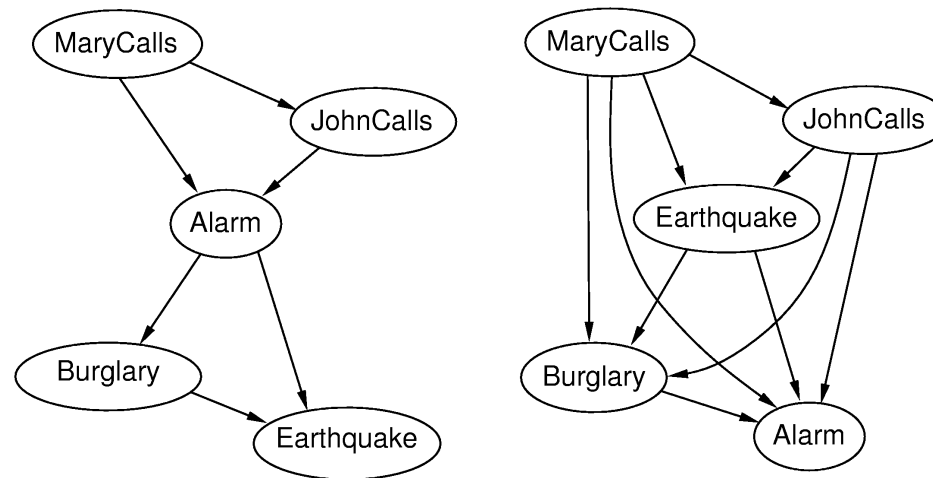 MaryCalls
JohnCalls
Alarm
Burglary
Earthquake
MaryCalls
JohnCalls
Earthquake
Burglary
Alarm